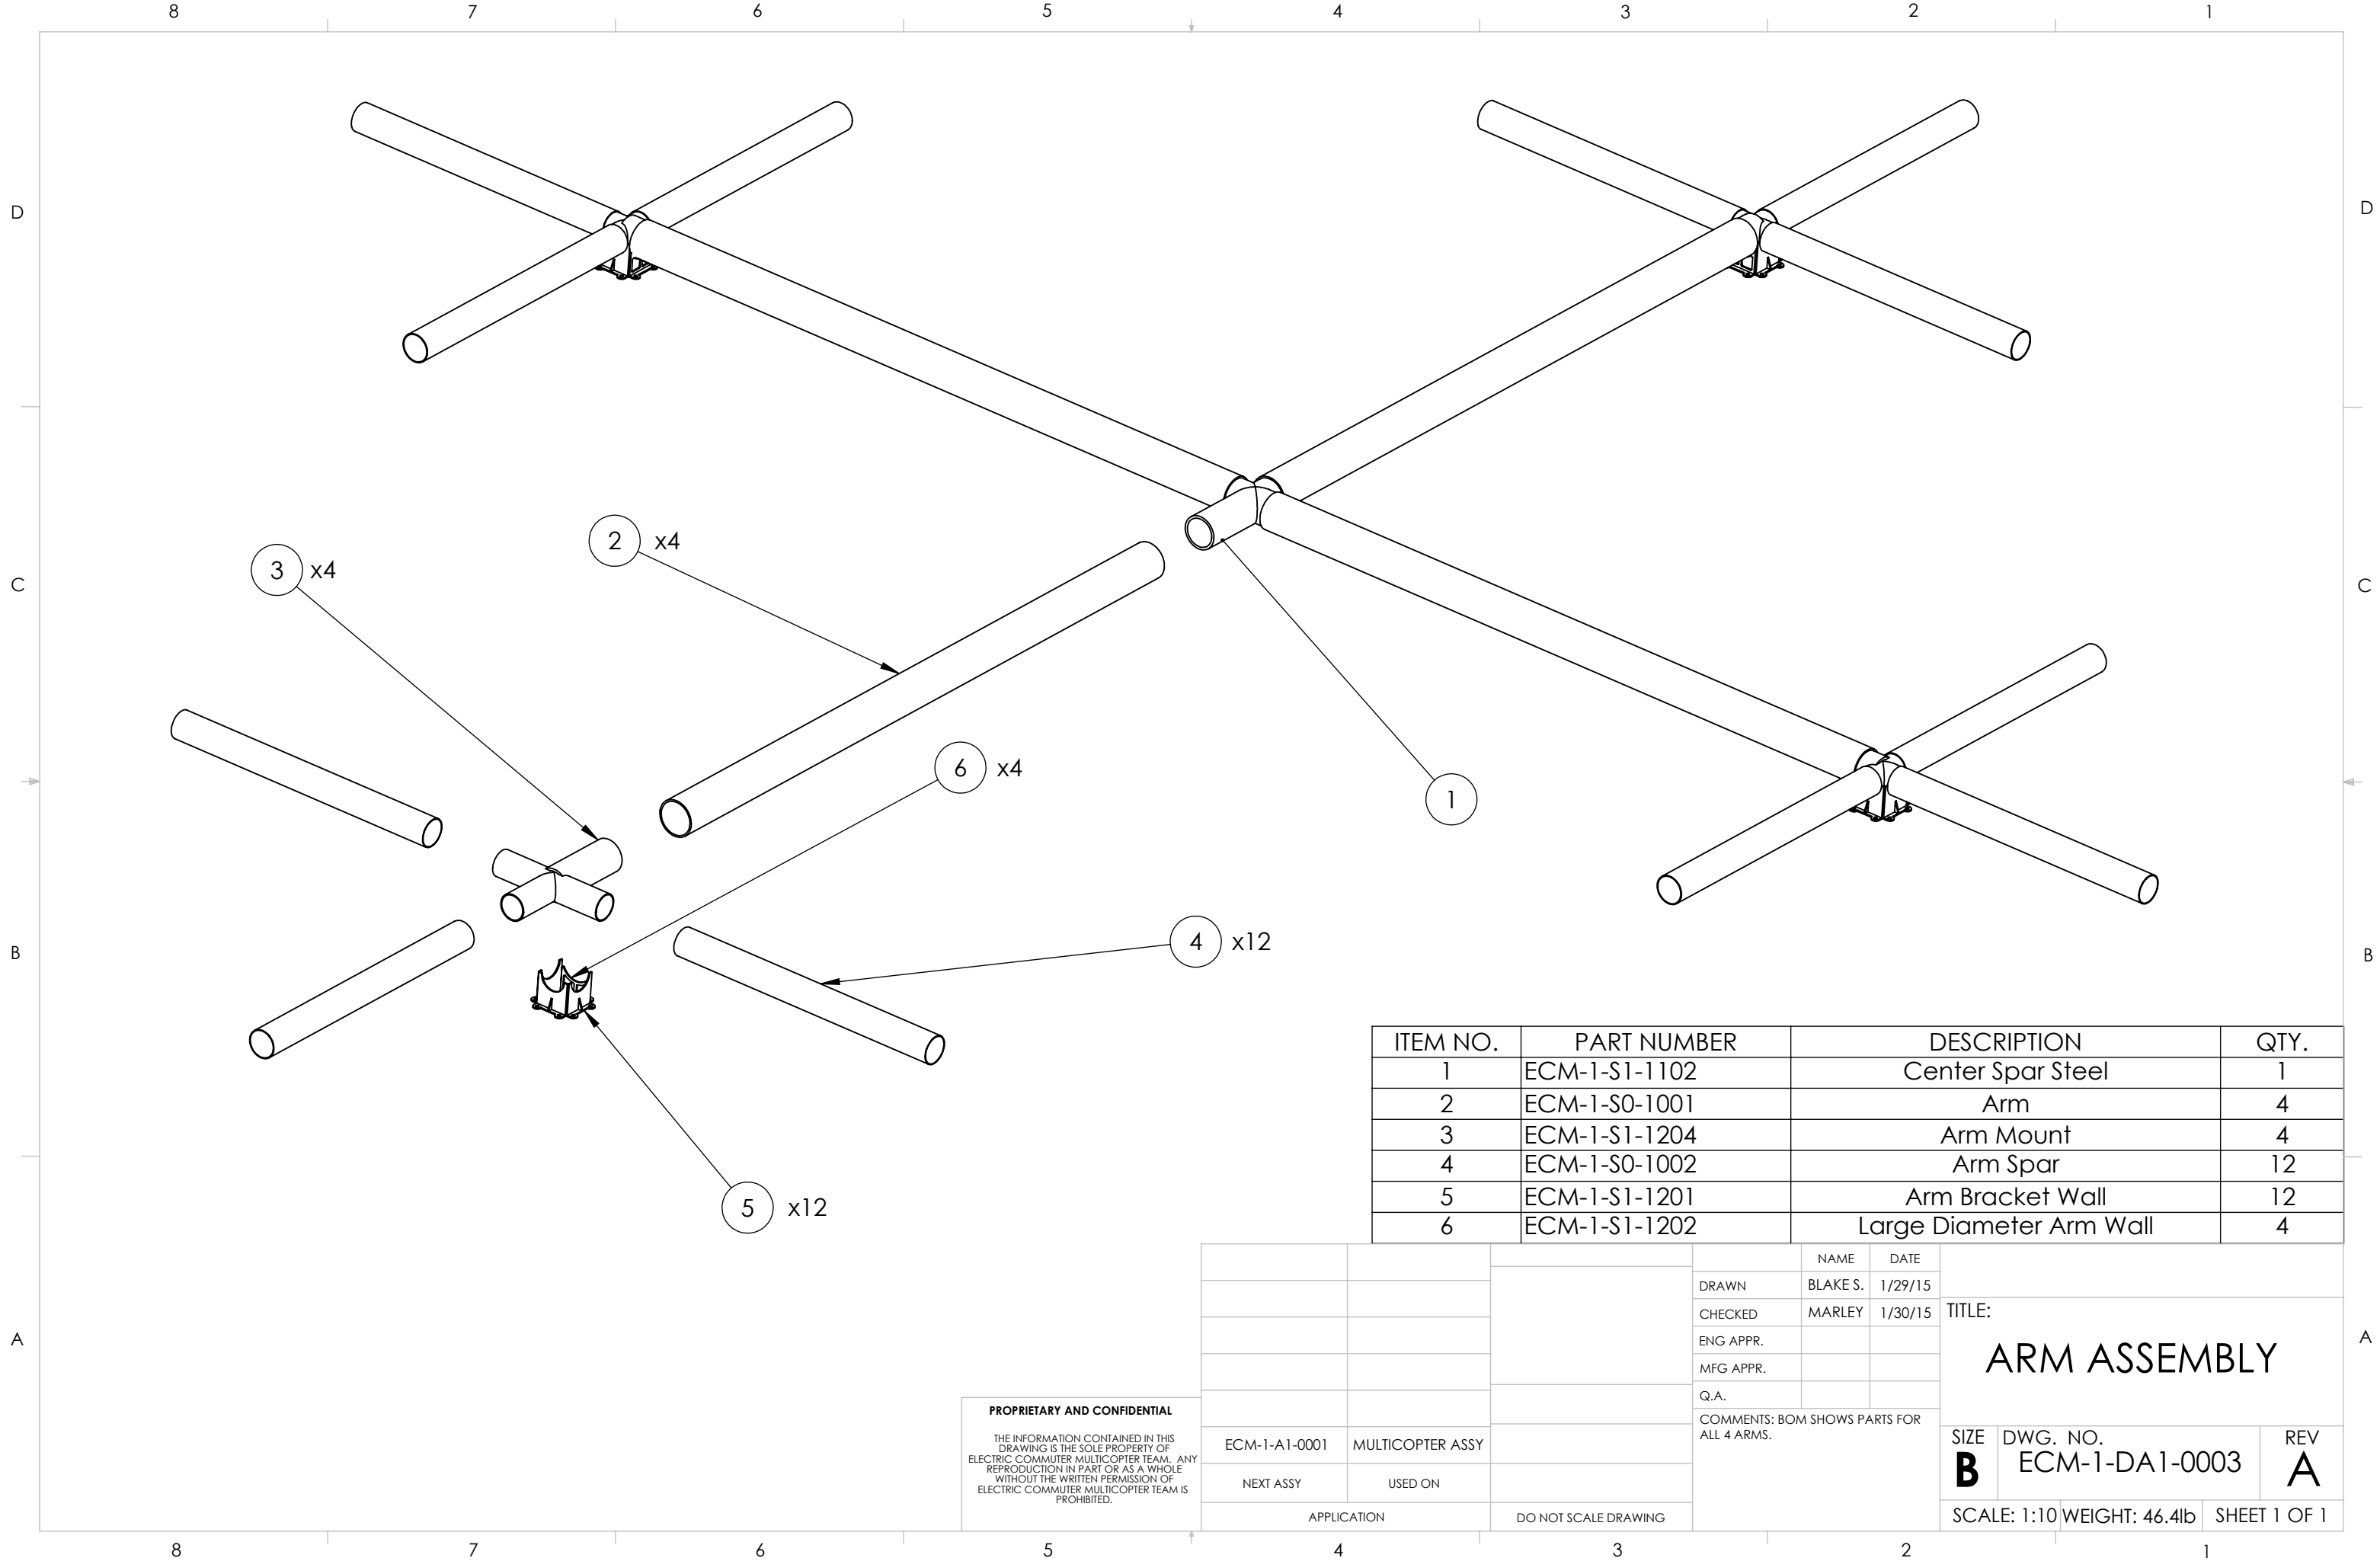 8 7 6 5 4 3 2 1
D D
2 x4
3 x4
C C
6 x4
1
4 x12
B B
5 x12
ITEM NO. PART NUMBER DESCRIPTION QTY.
1 ECM-1-S1-1102 Center Spar Steel 1
2 ECM-1-S0-1001 Arm 4
3 ECM-1-S1-1204 Arm Mount 4
4 ECM-1-S0-1002 Arm Spar 12
5 ECM-1-S1-1201 Arm Bracket Wall 12
6 ECM-1-S1-1202 Large Diameter Arm Wall 4
A A
PROPRIETARY AND CONFIDENTIAL
THE INFORMATION CONTAINED IN THIS
DRAWING IS THE SOLE PROPERTY OF
ELECTRIC COMMUTER MULTICOPTER TEAM. ANY
REPRODUCTION IN PART OR AS A WHOLE
WITHOUT THE WRITTEN PERMISSION OF
ELECTRIC COMMUTER MULTICOPTER TEAM IS
PROHIBITED.
ECM-1-A1-0001 MULTICOPTER ASSY
NEXT ASSY USED ON
APPLICATION
DO NOT SCALE DRAWING
NAME DATE
DRAWN BLAKE S. 1/29/15
CHECKED MARLEY 1/30/15
ENG APPR.
MFG APPR.
Q.A.
COMMENTS: BOM SHOWS PARTS FOR
ALL 4 ARMS.
TITLE:
ARM ASSEMBLY
SIZE DWG. NO. REV
B ECM-1-DA1-0003 A
SCALE: 1:10 WEIGHT: 46.4lb SHEET 1 OF 1
8 7 6 5 4 3 2 1